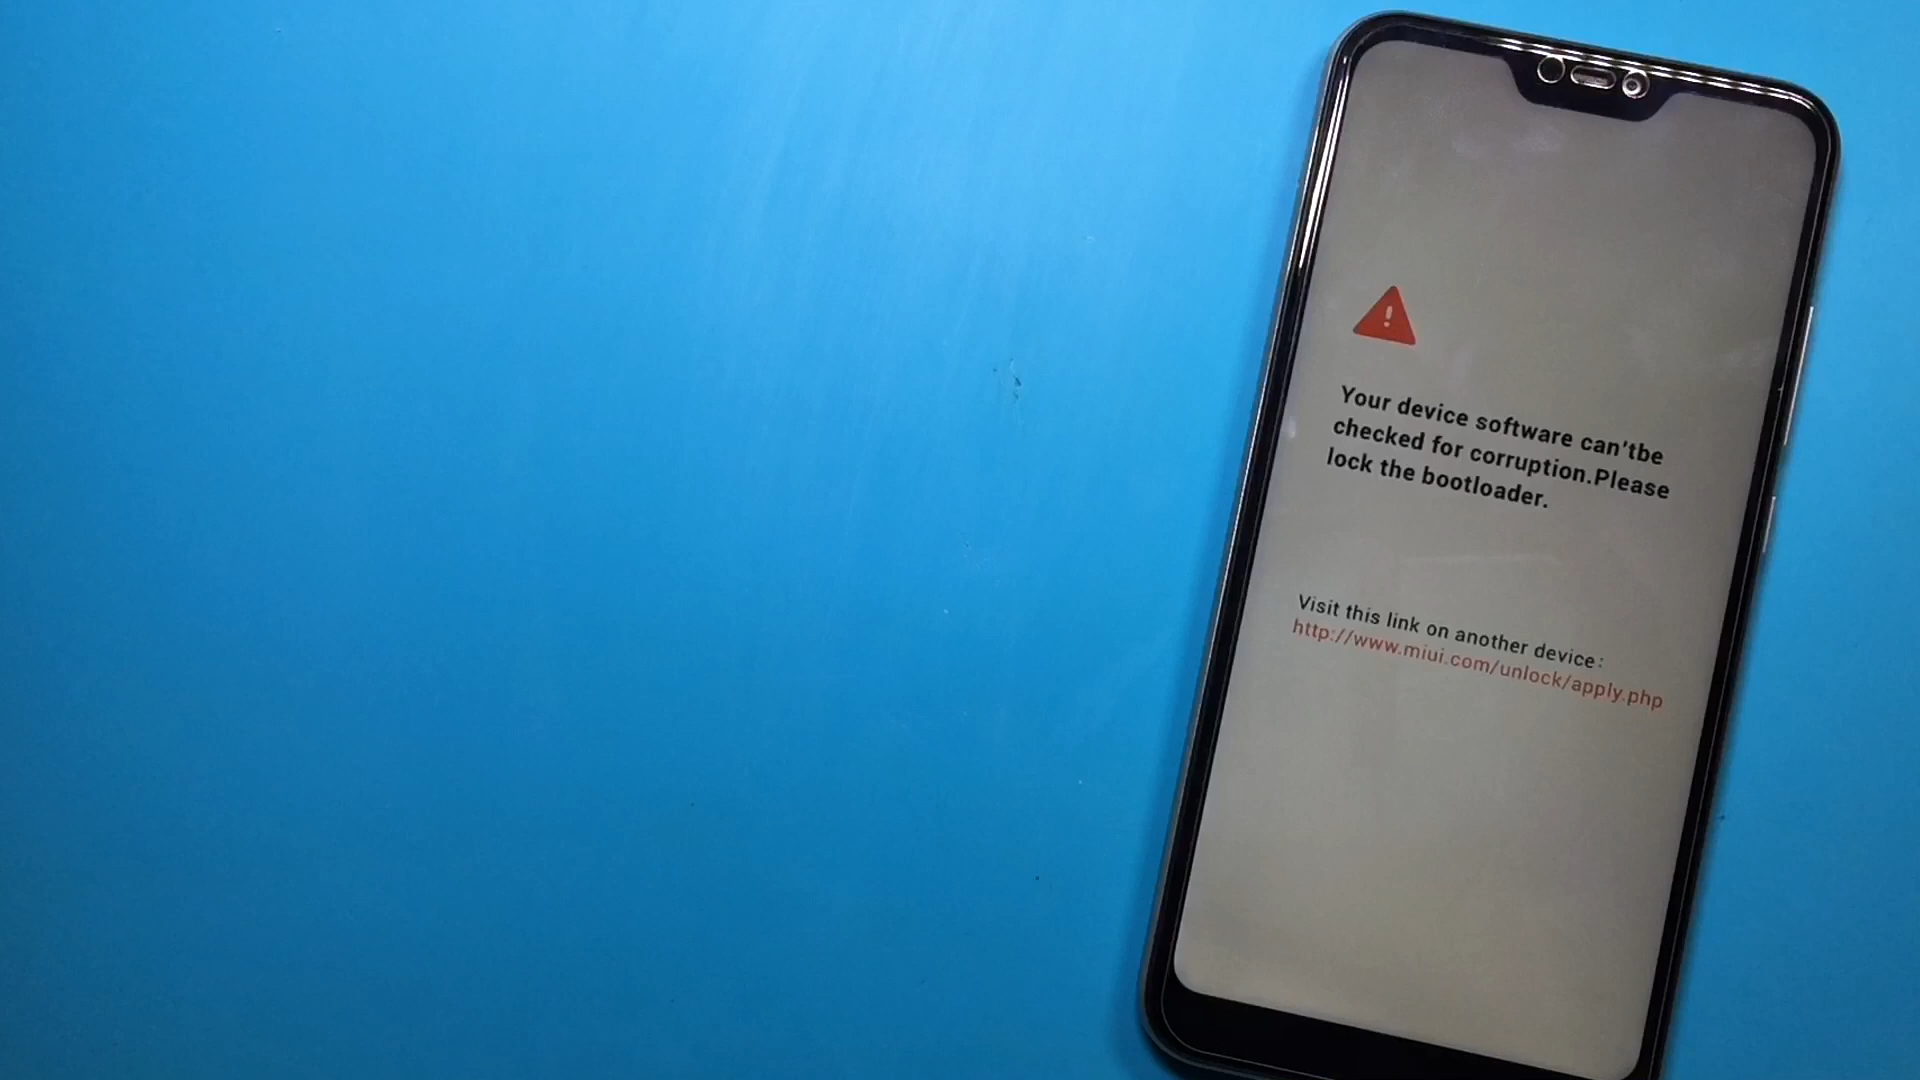 Your device software can'tbe
checked for corruption.Please
lock the bootloader.
Visit this link on another device:
http://www.miui.com/unlock/apply.php